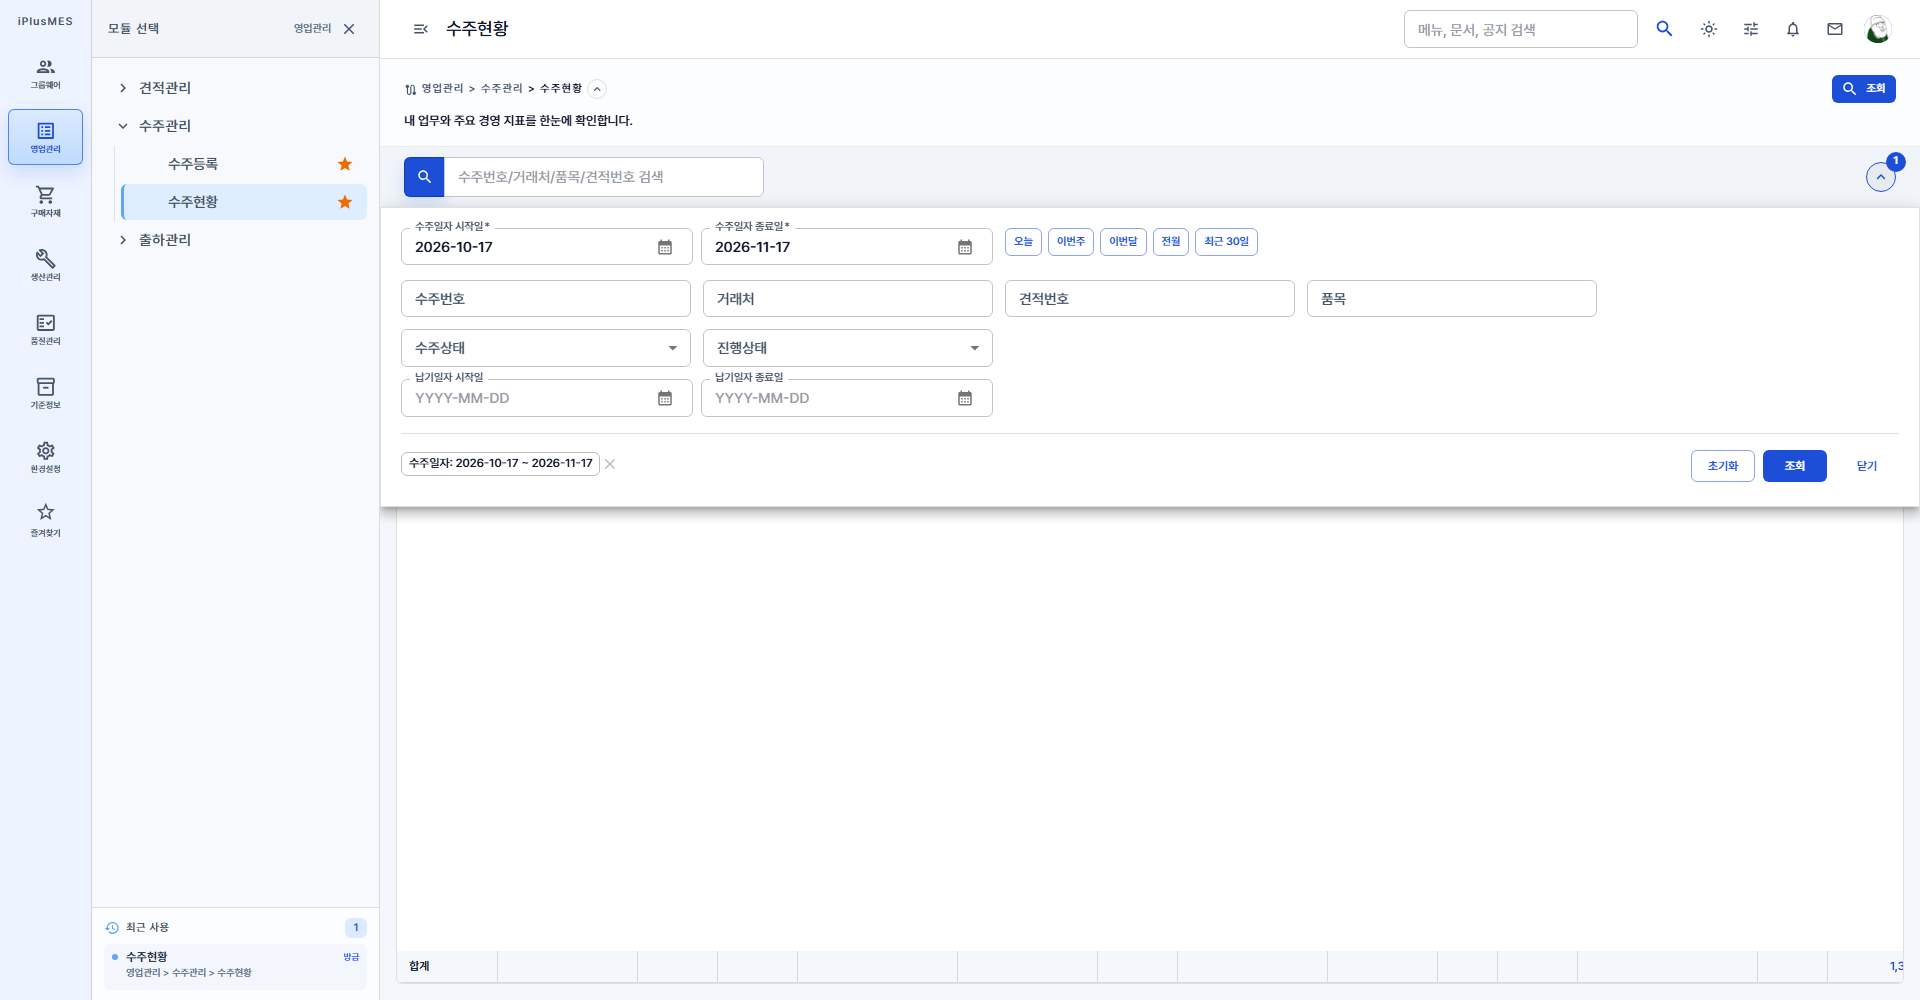 iPlusMES
그룹웨어
영업관리
구매자재
생산관리
품질관리
기준정보
환경설정
즐겨찾기
모듈 선택
영업관리
견적관리
수주관리
수주등록
수주현황
출하관리
최근 사용
1
수주현황
방금
영업관리 > 수주관리 > 수주현황
수주현황
메뉴, 문서, 공지 검색
영업관리 > 수주관리 > 수주현황
조회
내 업무와 주요 경영 지표를 한눈에 확인합니다.
수주번호/거래처/품목/견적번호 검색
1
수주일자 시작일*
2026-10-17
수주일자 종료일*
2026-11-17
오늘
이번주
이번달
전월
최근 30일
수주번호
거래처
견적번호
품목
수주상태
진행상태
납기일자 시작일
YYYY-MM-DD
납기일자 종료일
YYYY-MM-DD
수주일자: 2026-10-17 ~ 2026-11-17
초기화
조회
닫기
합계
1,3